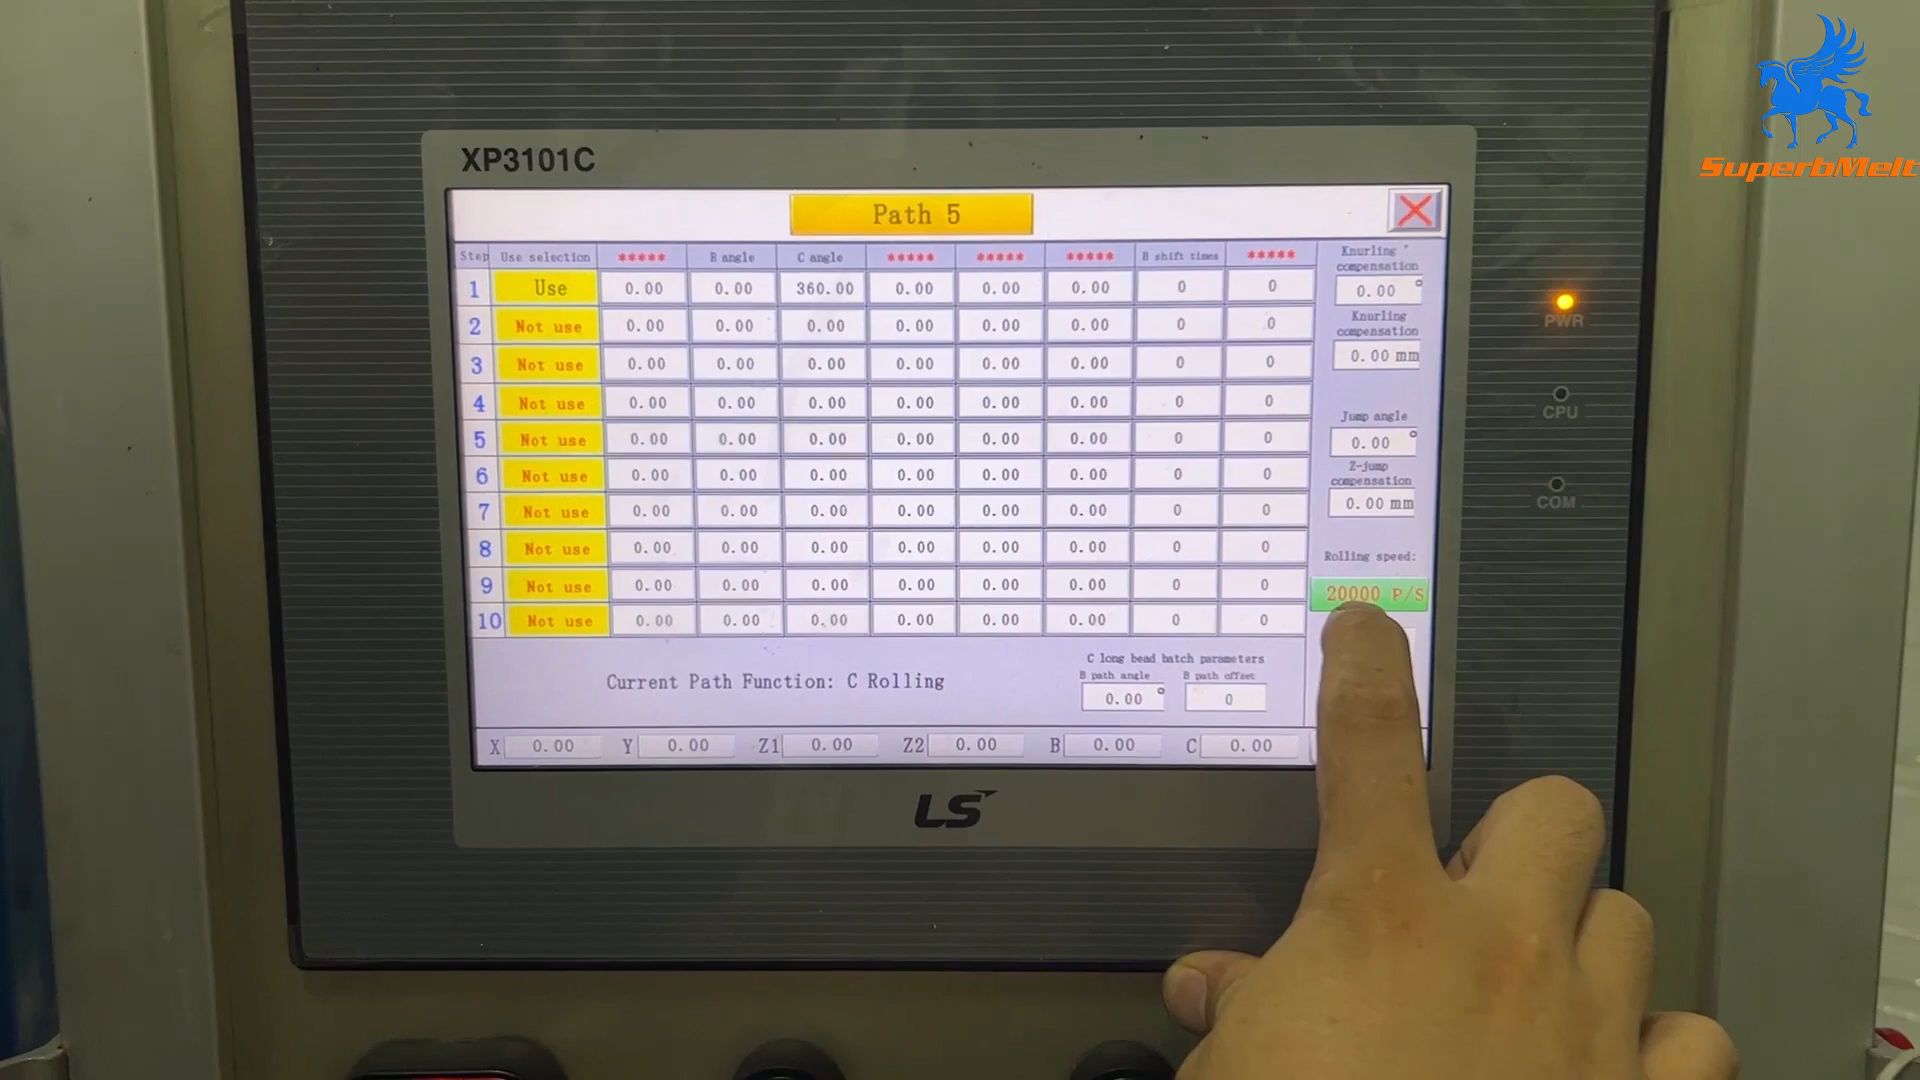 SuperbMelt
XP3101C
Path 5
Step Use selection ***** B angle C angle ***** ***** ***** B shift times *****
1 Use 0.00 0.00 360.00 0.00 0.00 0.00 0 0
2 Not use 0.00 0.00 0.00 0.00 0.00 0.00 0 0
3 Not use 0.00 0.00 0.00 0.00 0.00 0.00 0 0
4 Not use 0.00 0.00 0.00 0.00 0.00 0.00 0 0
5 Not use 0.00 0.00 0.00 0.00 0.00 0.00 0 0
6 Not use 0.00 0.00 0.00 0.00 0.00 0.00 0 0
7 Not use 0.00 0.00 0.00 0.00 0.00 0.00 0 0
8 Not use 0.00 0.00 0.00 0.00 0.00 0.00 0 0
9 Not use 0.00 0.00 0.00 0.00 0.00 0.00 0 0
10 Not use 0.00 0.00 0.00 0.00 0.00 0.00 0 0
Knurling °
compensation
0.00 °
Knurling
compensation
0.00 mm
Jump angle
0.00 °
Z-jump
compensation
0.00 mm
Rolling speed:
20000 P/S
Current Path Function: C Rolling
C long bead batch parameters
B path angle B path offset
0.00 ° 0
X 0.00 Y 0.00 Z1 0.00 Z2 0.00 B 0.00 C 0.00
PWR
CPU
COM
LS